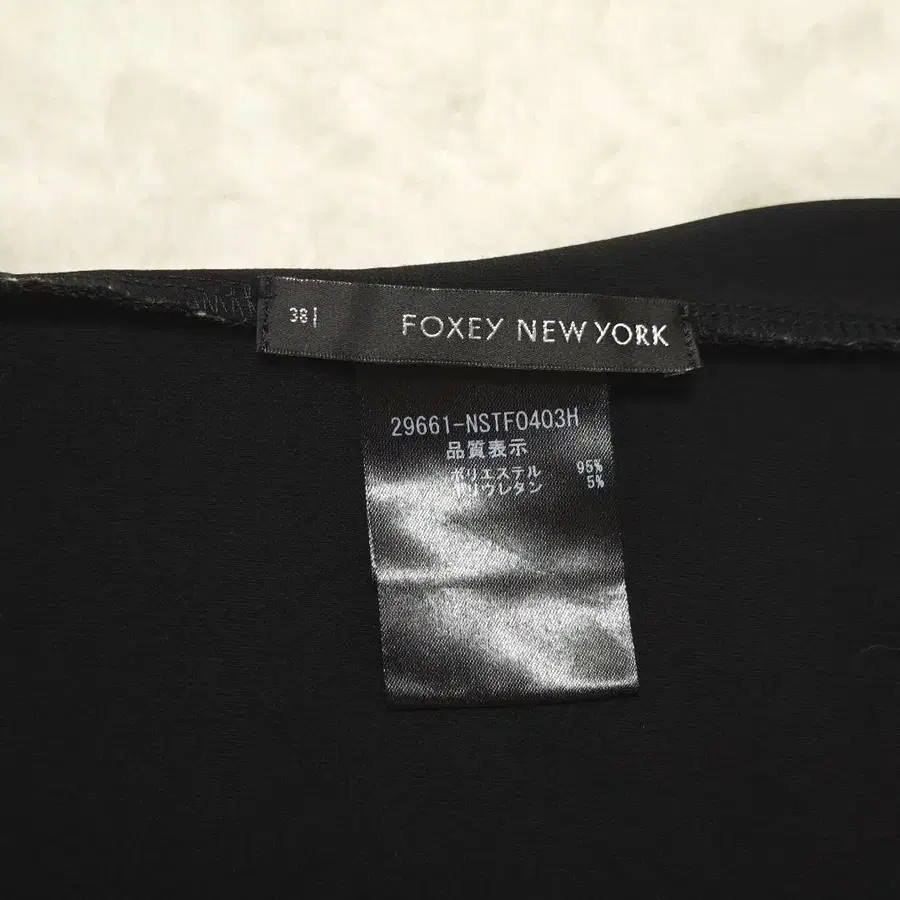 38
FOXEY NEW YORK
29661-NSTF0403H
品質表示
ポリエステル 95%
ポリウレタン 5%